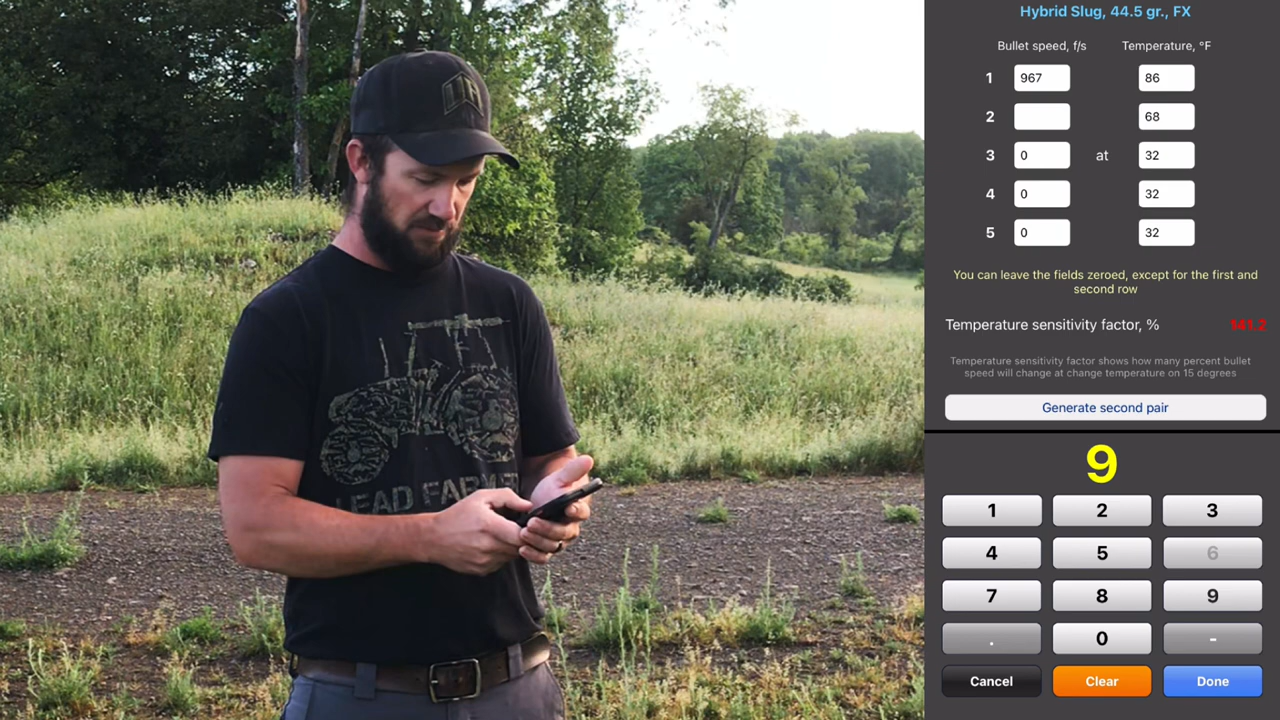 Hybrid Slug, 44.5 gr., FX
Bullet speed, f/s Temperature, °F
1 967 86
2 68
3 0 at 32
4 0 32
5 0 32
You can leave the fields zeroed, except for the first and
second row
Temperature sensitivity factor, % 141.2
Temperature sensitivity factor shows how many percent bullet
speed will change at change temperature on 15 degrees
Generate second pair
9
1 2 3
4 5 6
7 8 9
. 0 -
Cancel Clear Done
LEAD FARMER